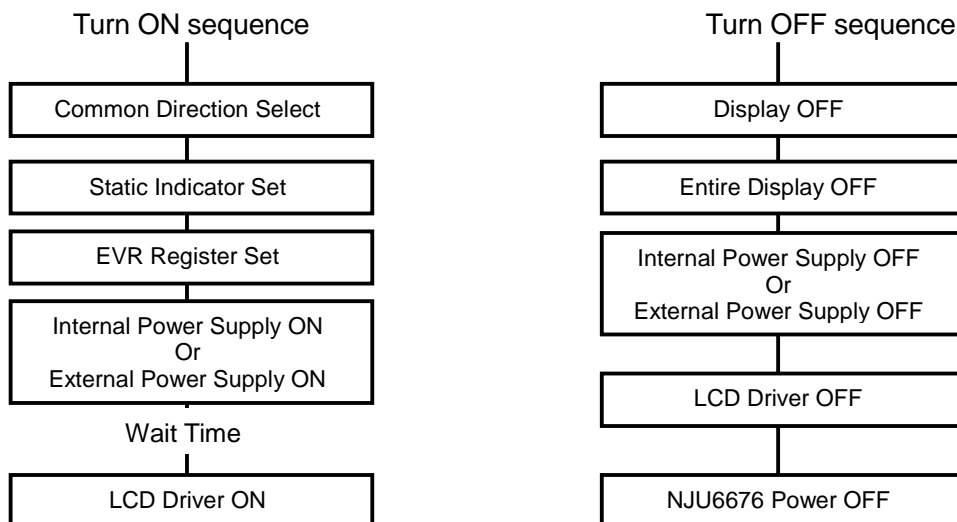 Turn ON sequence
Common Direction Select
Static Indicator Set
EVR Register Set
Internal Power Supply ON
Or
External Power Supply ON
Wait Time
LCD Driver ON
Turn OFF sequence
Display OFF
Entire Display OFF
Internal Power Supply OFF
Or
External Power Supply OFF
LCD Driver OFF
NJU6676 Power OFF